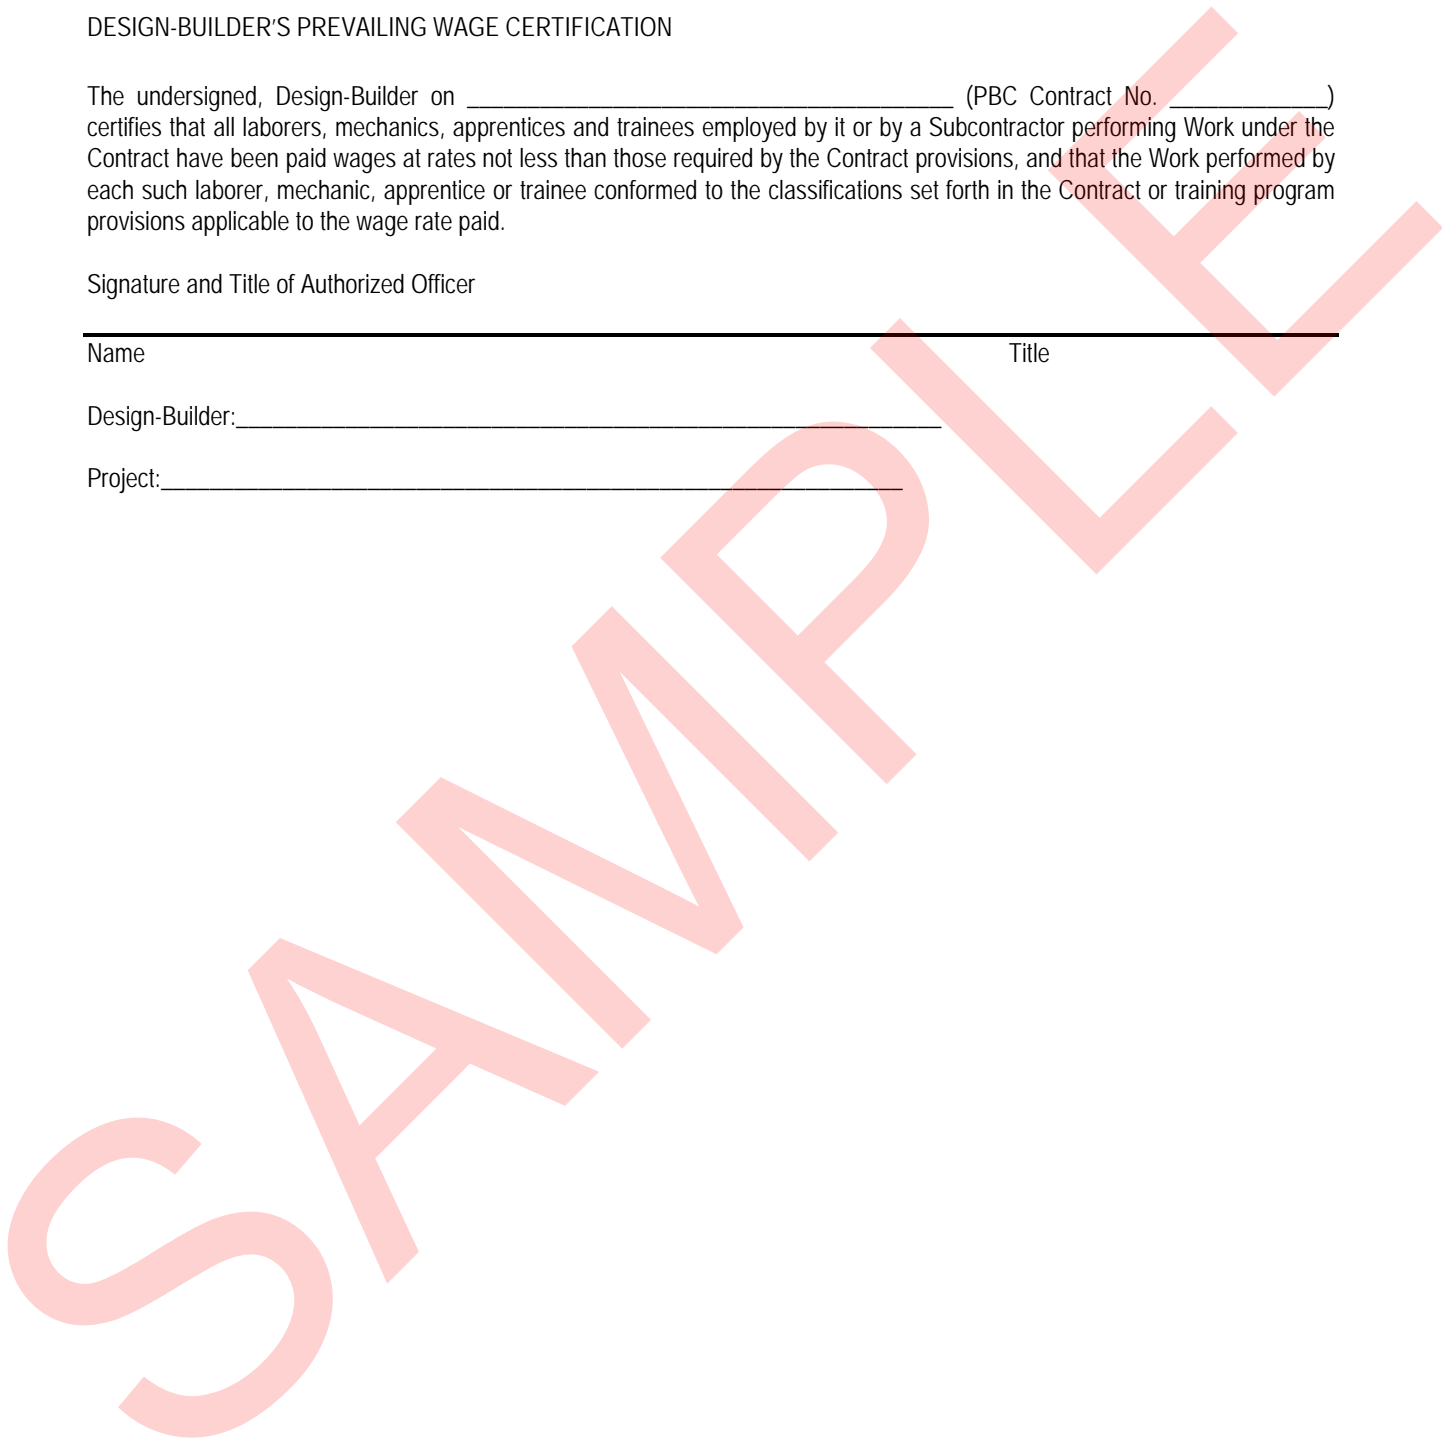 DESIGN-BUILDER'S PREVAILING WAGE CERTIFICATION
The undersigned, Design-Builder on ________________________________________ (PBC Contract No. _____________)
certifies that all laborers, mechanics, apprentices and trainees employed by it or by a Subcontractor performing Work under the
Contract have been paid wages at rates not less than those required by the Contract provisions, and that the Work performed by
each such laborer, mechanic, apprentice or trainee conformed to the classifications set forth in the Contract or training program
provisions applicable to the wage rate paid.
Signature and Title of Authorized Officer
Name Title
Design-Builder:__________________________________________________________
Project:_____________________________________________________________
SAMPLE